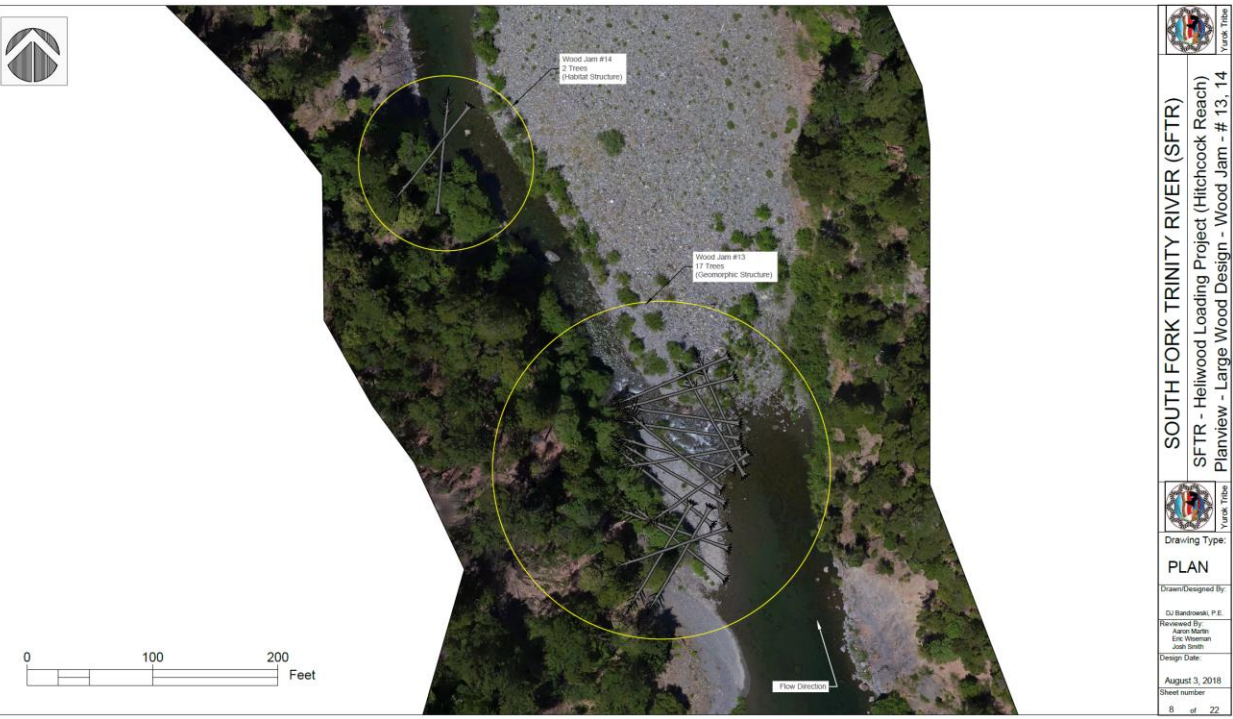 Wood Jam #14
2 Trees
(Habitat Structure)
Wood Jam #13
17 Trees
(Geomorphic Structure)
Flow Direction
0 100 200
Feet
Yurok Tribe
SOUTH FORK TRINITY RIVER (SFTR)
SFTR - Heliwood Loading Project (Hitchcock Reach)
Planview - Large Wood Design - Wood Jam - # 13, 14
Yurok Tribe
Drawing Type:
PLAN
Drawn/Designed By:
DJ Bandrowski, P.E.
Reviewed By:
Aaron Martin
Eric Wiseman
Josh Smith
Design Date:
August 3, 2018
Sheet number
8 of 22